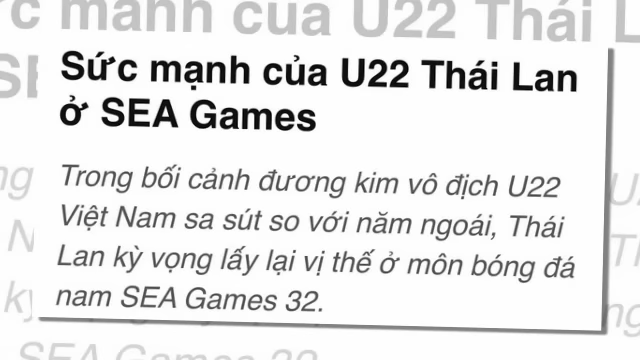 Sức mạnh của U22 Thái Lan
ở SEA Games
Trong bối cảnh đương kim vô địch U22
Việt Nam sa sút so với năm ngoái, Thái
Lan kỳ vọng lấy lại vị thế ở môn bóng đá
nam SEA Games 32.